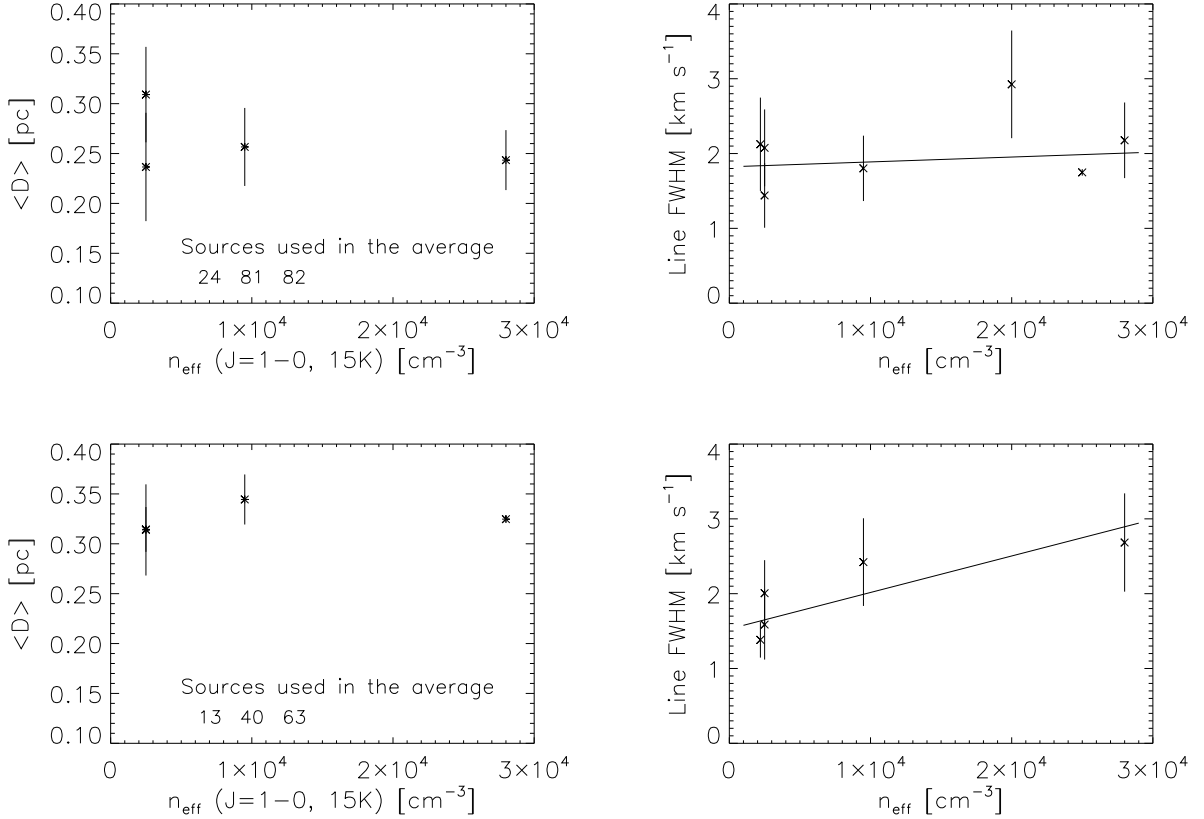 0.40
0.35
0.30
0.25
0.20
0.15
0.10
<D> [pc]
Sources used in the average
24 81 82
0 1×10⁴ 2×10⁴ 3×10⁴
n_eff (J=1−0, 15K) [cm⁻³]
4
3
2
1
0
Line FWHM [km s⁻¹]
0 1×10⁴ 2×10⁴ 3×10⁴
n_eff [cm⁻³]
0.40
0.35
0.30
0.25
0.20
0.15
0.10
<D> [pc]
Sources used in the average
13 40 63
0 1×10⁴ 2×10⁴ 3×10⁴
n_eff (J=1−0, 15K) [cm⁻³]
4
3
2
1
0
Line FWHM [km s⁻¹]
0 1×10⁴ 2×10⁴ 3×10⁴
n_eff [cm⁻³]